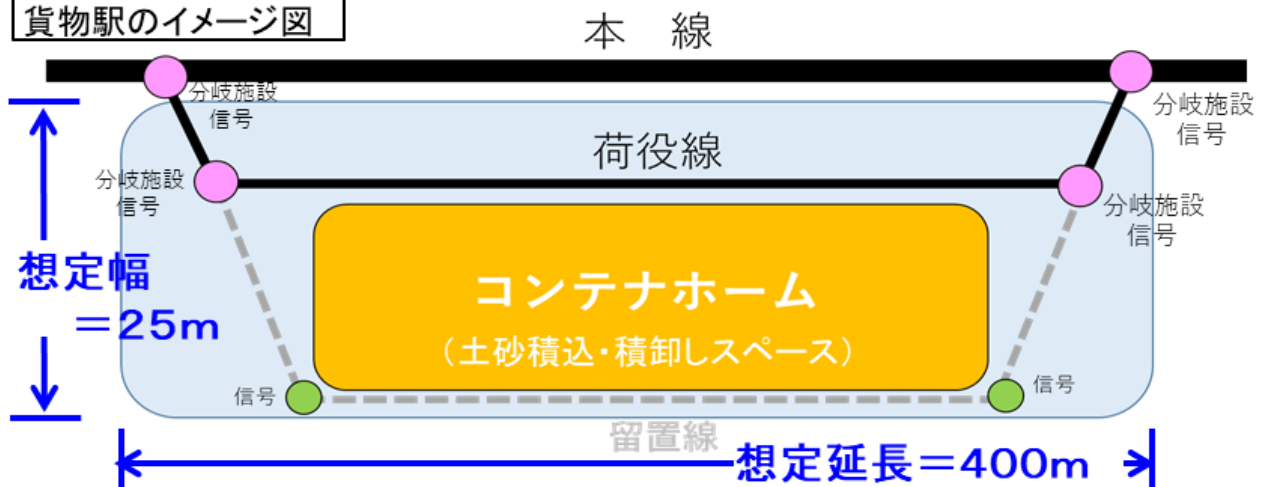 貨物駅のイメージ図
本　線
分岐施設
信号
分岐施設
信号
荷役線
分岐施設
信号
分岐施設
信号
想定幅
＝25m
コンテナホーム
（土砂積込・積卸しスペース）
信号
信号
留置線
想定延長＝400m